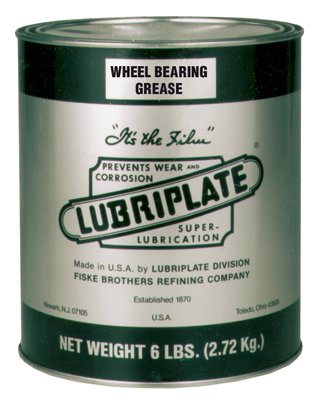 WHEEL BEARING
GREASE
"It's the Film"
®
PREVENTS WEAR AND
CORROSION
LUBRIPLATE
SUPER-
LUBRICATION
Made in U.S.A. by LUBRIPLATE DIVISION
FISKE BROTHERS REFINING COMPANY
Established 1870
Newark, N.J. 07105
Toledo, Ohio 43605
U.S.A.
NET WEIGHT 6 LBS. (2.72 Kg.)